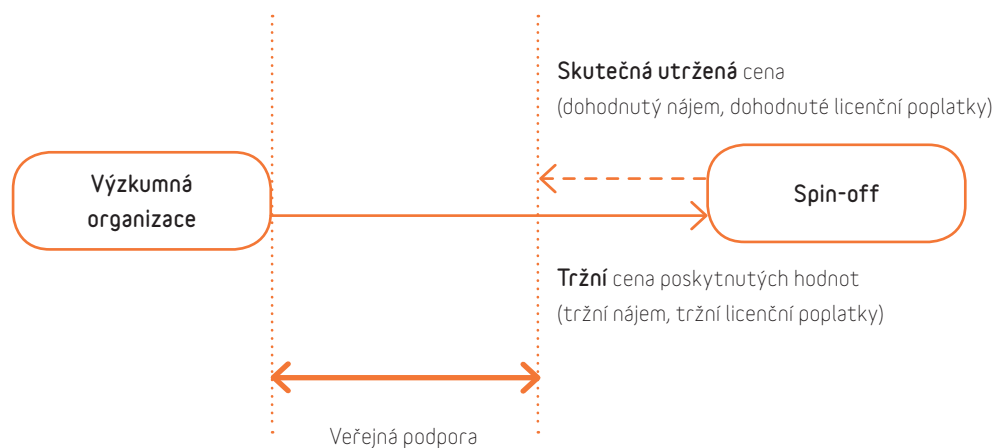 Skutečná utržená cena
(dohodnutý nájem, dohodnuté licenční poplatky)
Výzkumná
organizace
Spin-off
Tržní cena poskytnutých hodnot
(tržní nájem, tržní licenční poplatky)
Veřejná podpora